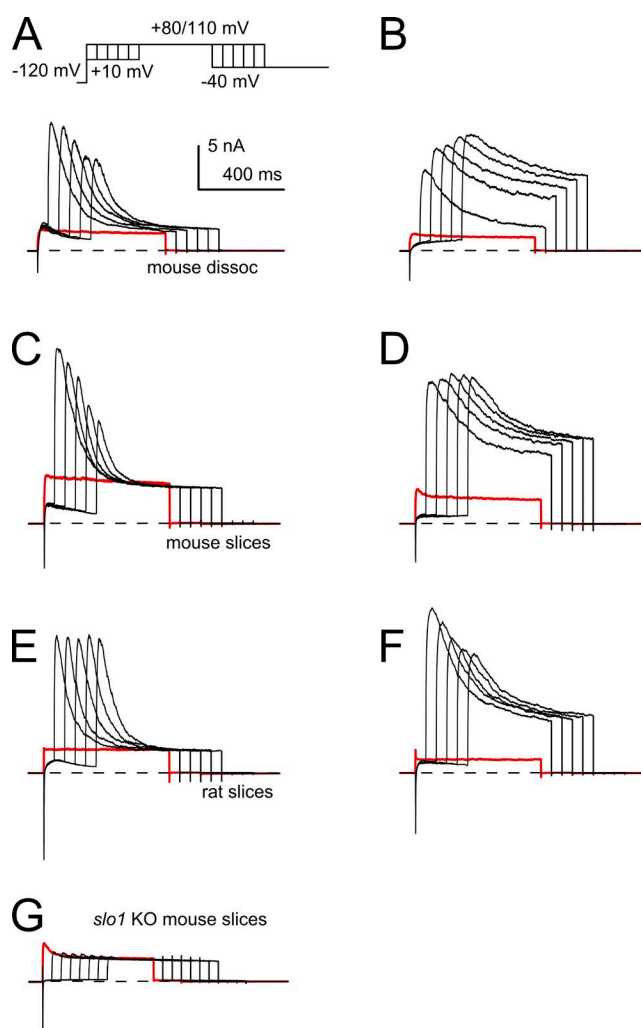 A
B
+80/110 mV
-120 mV
+10 mV
-40 mV
5 nA
400 ms
mouse dissoc
C
D
mouse slices
E
F
rat slices
G
slo1 KO mouse slices